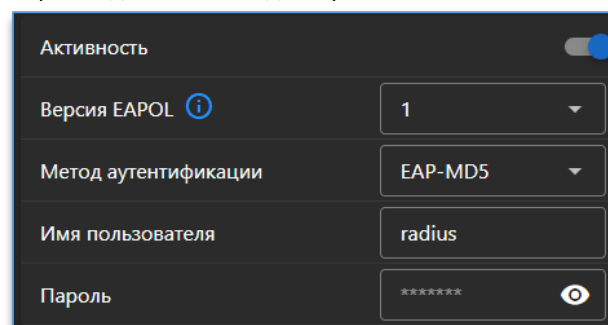 Активность
Версия EAPOL 1
Метод аутентификации EAP-MD5
Имя пользователя radius
Пароль *******